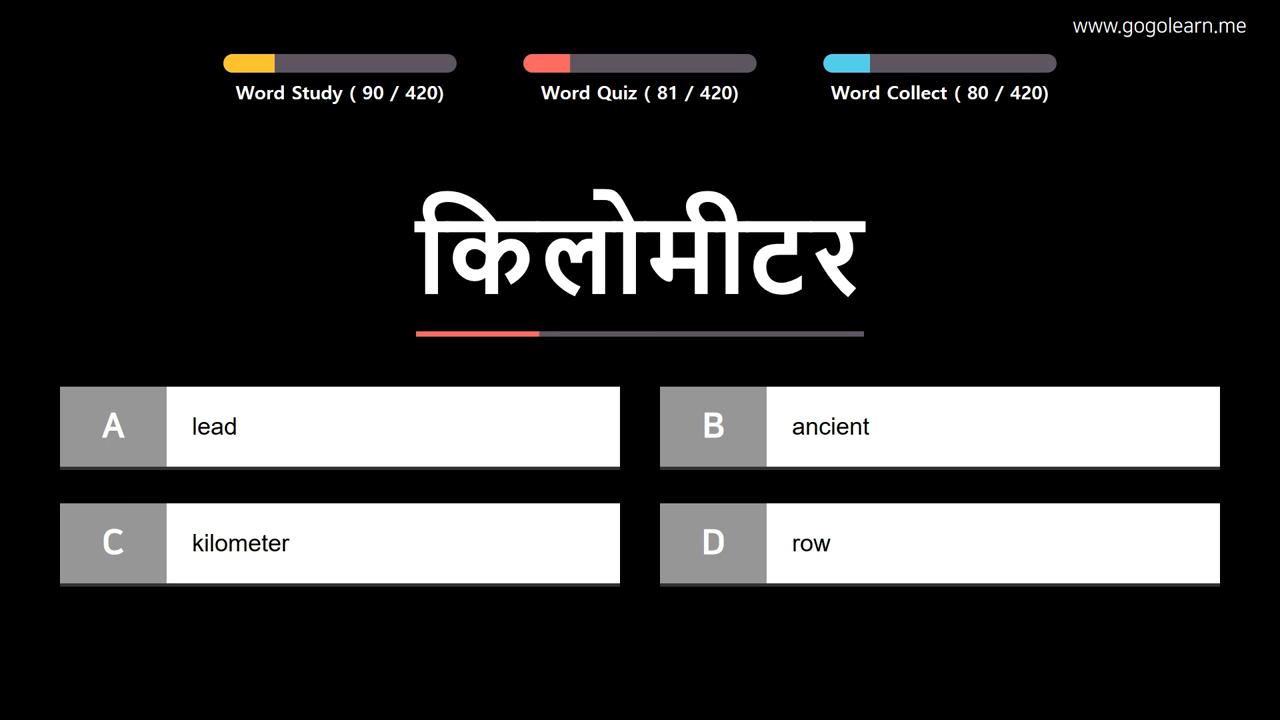 www.gogolearn.me
Word Study ( 90 / 420)
Word Quiz ( 81 / 420)
Word Collect ( 80 / 420)
किलोमीटर
A lead
B ancient
C kilometer
D row